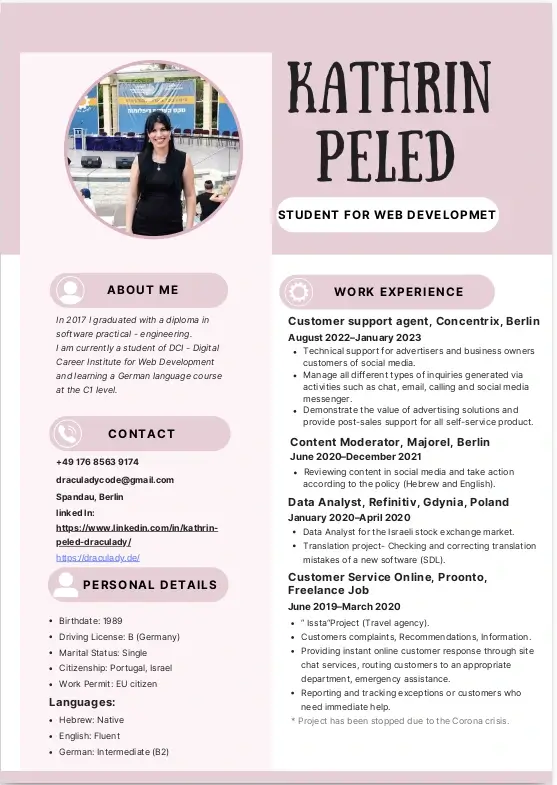 KATHRIN
PELED
STUDENT FOR WEB DEVELOPMET
ABOUT ME
In 2017 I graduated with a diploma in
software practical - engineering.
I am currently a student of DCI - Digital
Career Institute for Web Development
and learning a German language course
at the C1 level.
CONTACT
+49 176 8563 9174
draculadycode@gmail.com
Spandau, Berlin
linked In:
https://www.linkedin.com/in/kathrin-
peled-draculady/
https://draculady.de/
PERSONAL DETAILS
• Birthdate: 1989
• Driving License: B (Germany)
• Marital Status: Single
• Citizenship: Portugal, Israel
• Work Permit: EU citizen
Languages:
• Hebrew: Native
• English: Fluent
• German: Intermediate (B2)
WORK EXPERIENCE
Customer support agent, Concentrix, Berlin
August 2022–January 2023
• Technical support for advertisers and business owners
customers of social media.
• Manage all different types of inquiries generated via
activities such as chat, email, calling and social media
messenger.
• Demonstrate the value of advertising solutions and
provide post-sales support for all self-service product.
Content Moderator, Majorel, Berlin
June 2020–December 2021
• Reviewing content in social media and take action
according to the policy (Hebrew and English).
Data Analyst, Refinitiv, Gdynia, Poland
January 2020–April 2020
• Data Analyst for the Israeli stock exchange market.
• Translation project- Checking and correcting translation
mistakes of a new software (SDL).
Customer Service Online, Proonto,
Freelance Job
June 2019–March 2020
• " Issta"Project (Travel agency).
• Customers complaints, Recommendations, Information.
• Providing instant online customer response through site
chat services, routing customers to an appropriate
department, emergency assistance.
• Reporting and tracking exceptions or customers who
need immediate help.
* Project has been stopped due to the Corona crisis.